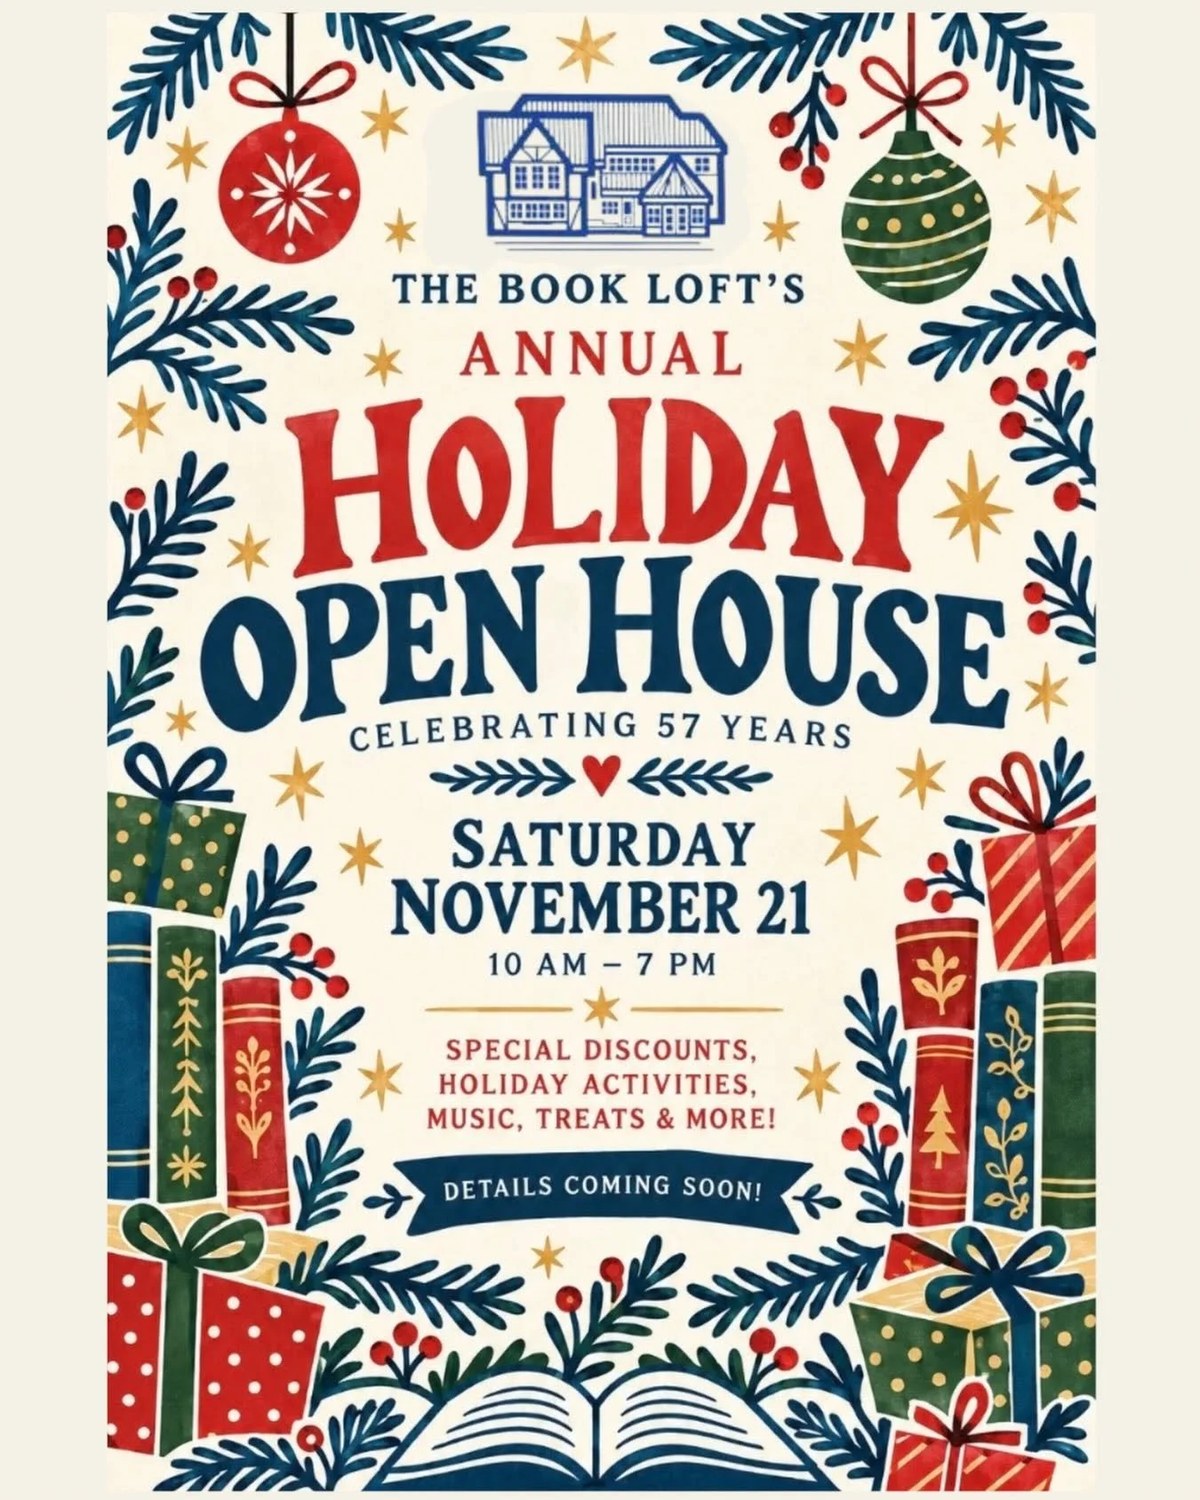 THE BOOK LOFT'S
ANNUAL
HOLIDAY
OPEN HOUSE
CELEBRATING 57 YEARS
SATURDAY
NOVEMBER 21
10 AM – 7 PM
SPECIAL DISCOUNTS,
HOLIDAY ACTIVITIES,
MUSIC, TREATS & MORE!
DETAILS COMING SOON!